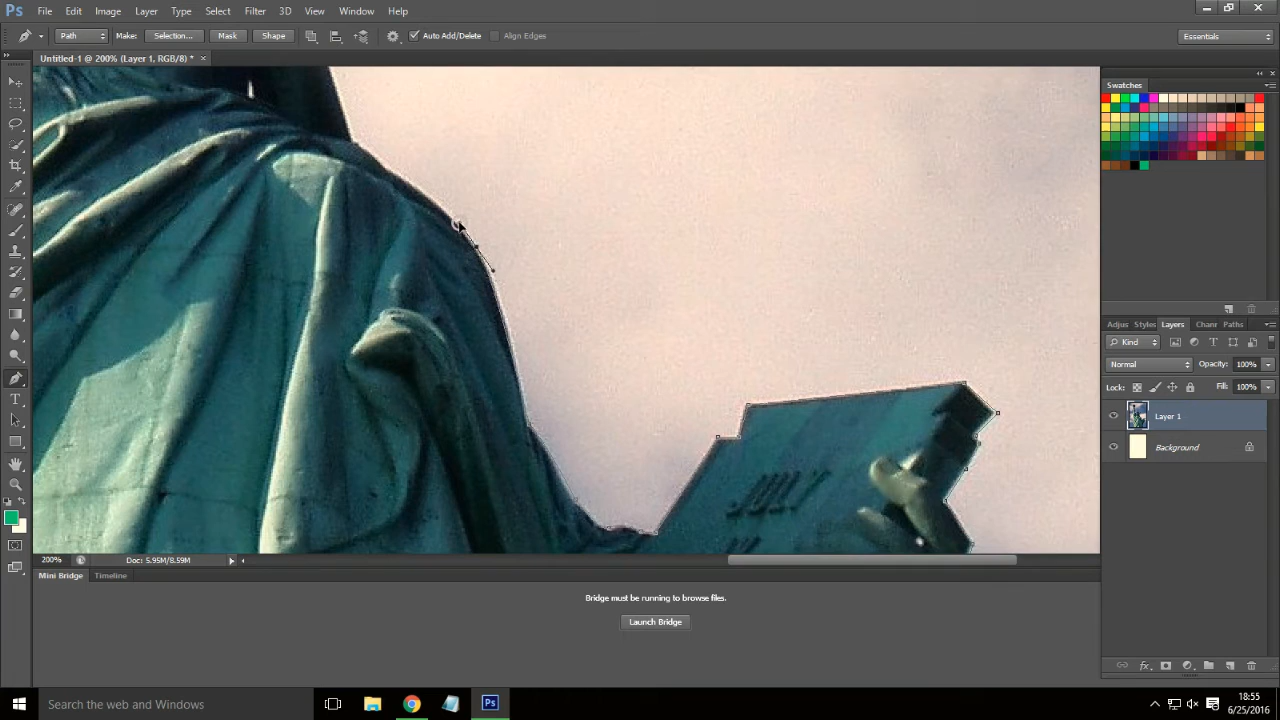 Ps File Edit Image Layer Type Select Filter 3D View Window Help
Path Make: Selection... Mask Shape Auto Add/Delete Align Edges Essentials
Untitled-1 @ 200% (Layer 1, RGB/8) * ×
Swatches
Adjus Styles Layers Chanr Paths
Kind
Normal Opacity: 100%
Lock: Fill: 100%
Layer 1
Background
JULY
200% Doc: 5.95M/8.59M
Mini Bridge Timeline
Bridge must be running to browse files.
Launch Bridge
Search the web and Windows
Ps
18:55
6/25/2016